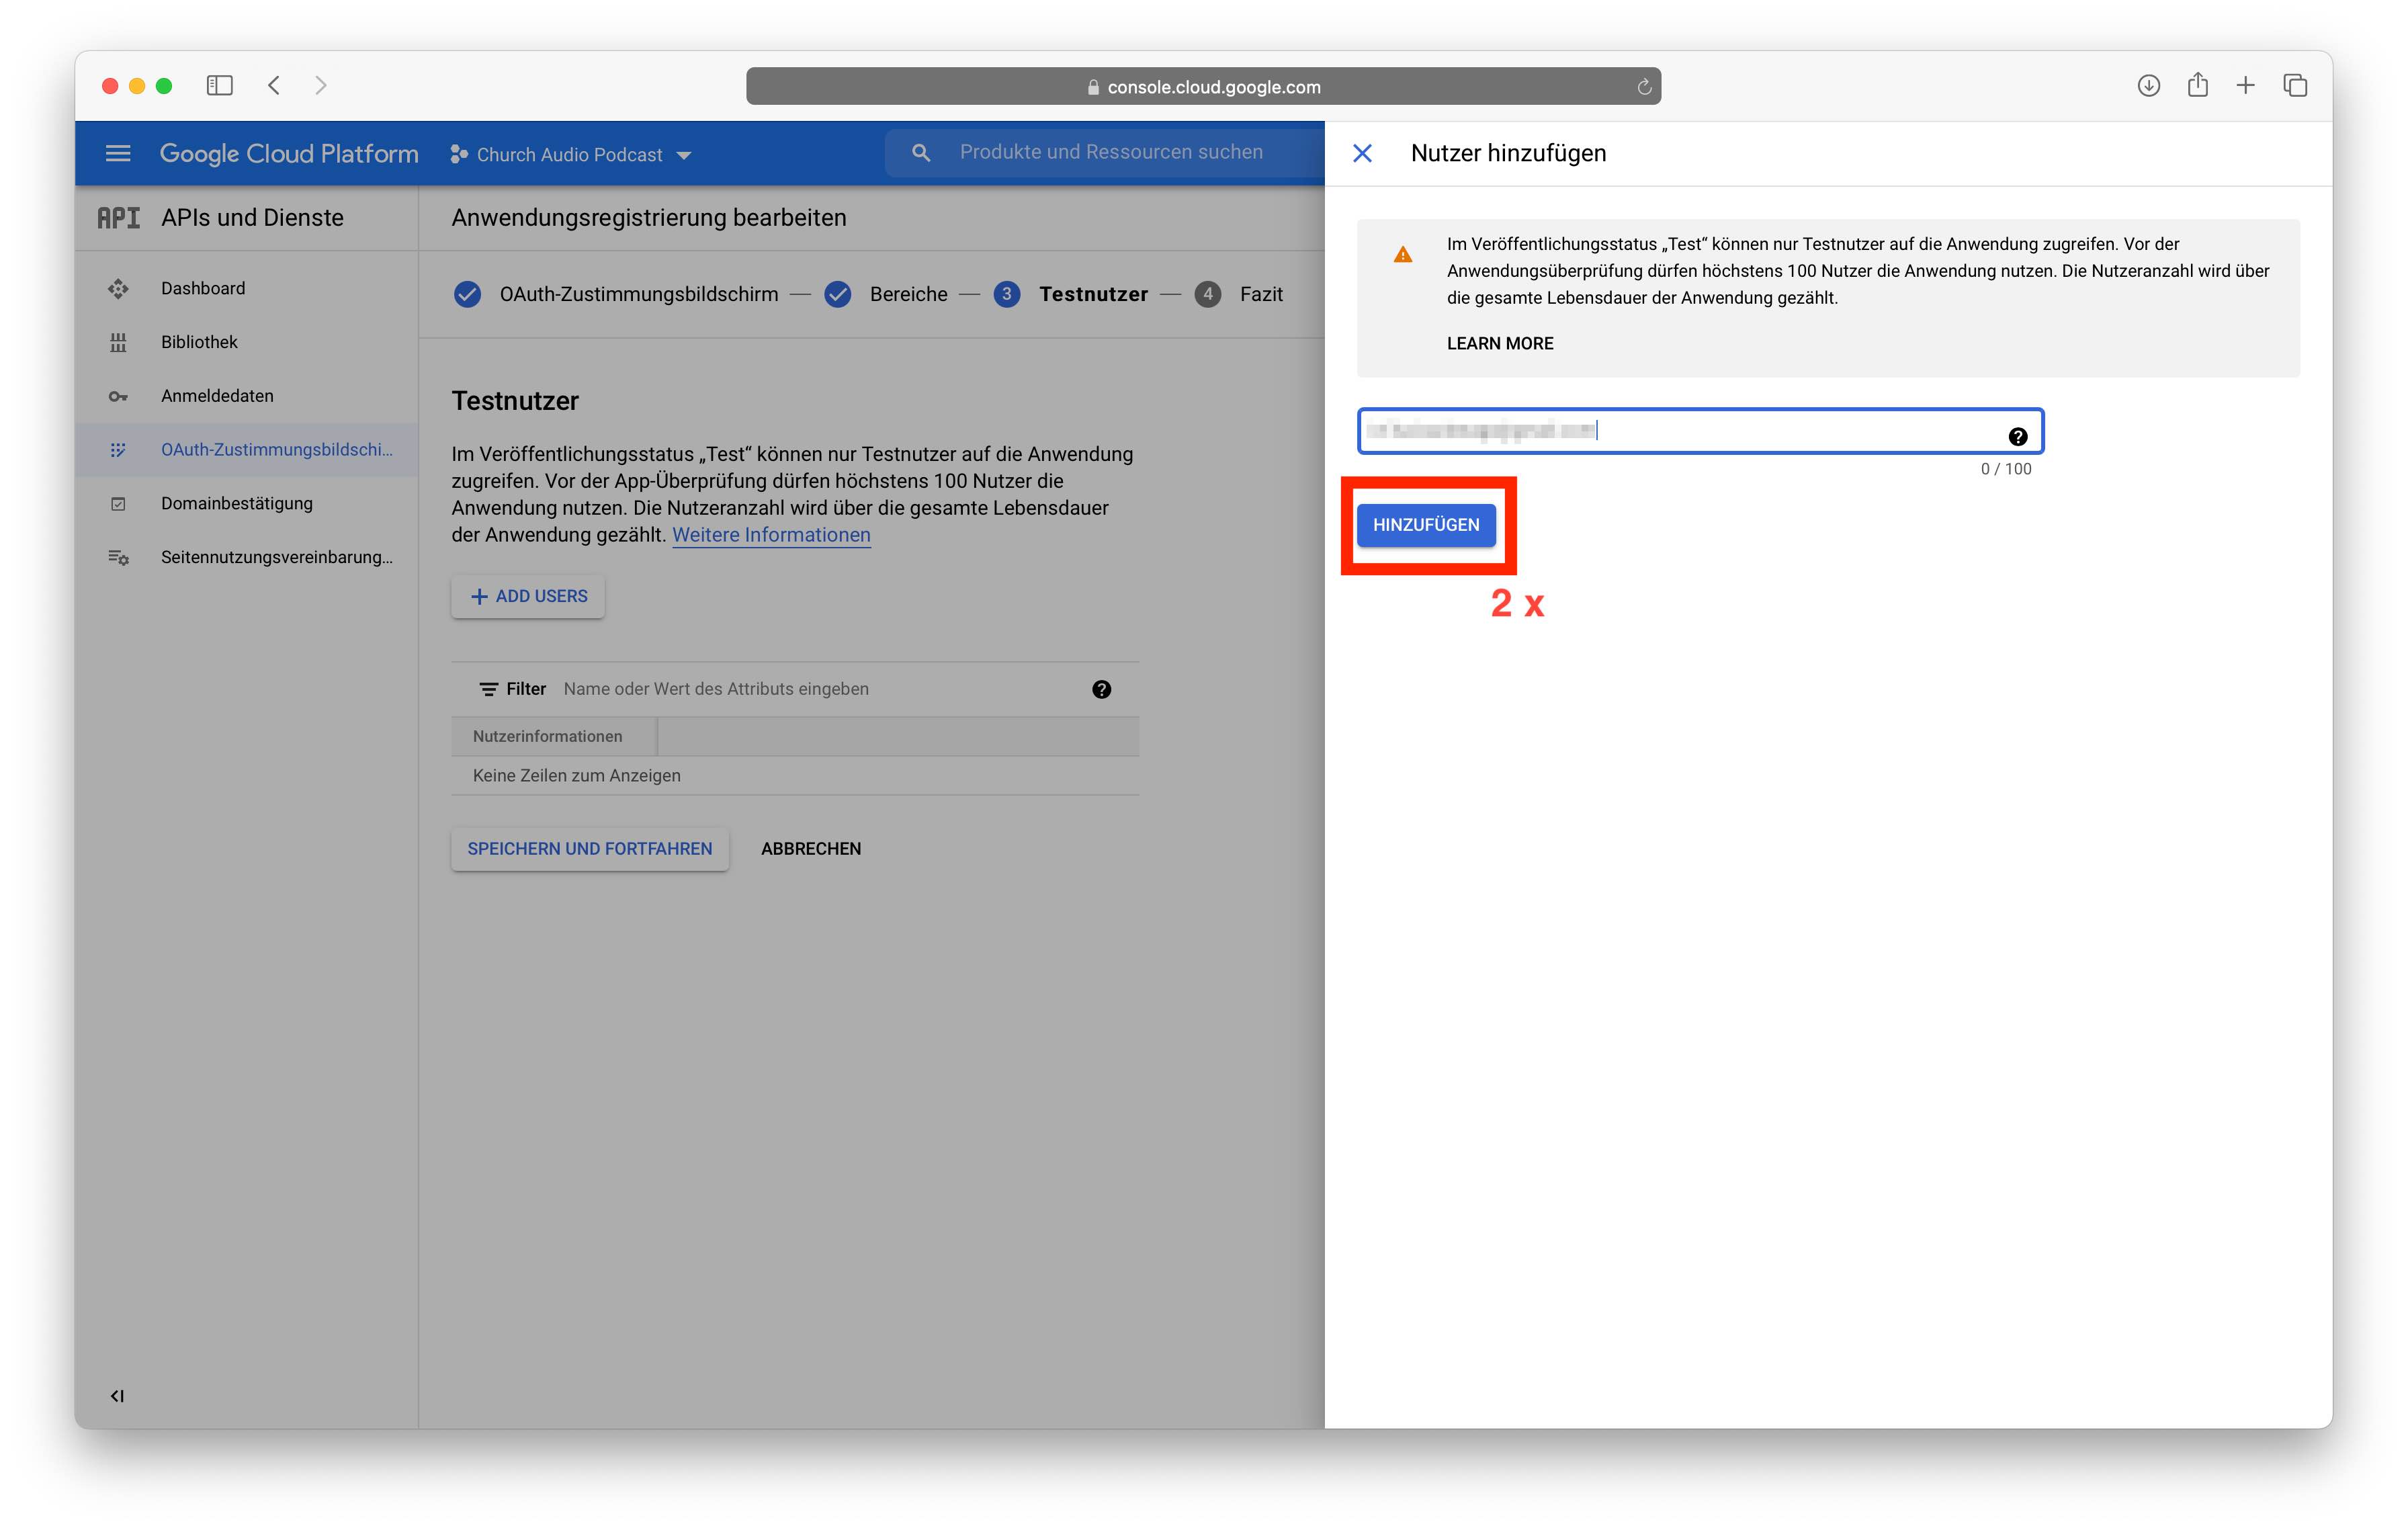 console.cloud.google.com
Google Cloud Platform
Church Audio Podcast
Produkte und Ressourcen suchen
API
APIs und Dienste
Dashboard
Bibliothek
Anmeldedaten
OAuth-Zustimmungsbildschi...
Domainbestätigung
Seitennutzungsvereinbarung...
Anwendungsregistrierung bearbeiten
OAuth-Zustimmungsbildschirm — Bereiche — 3 Testnutzer — 4 Fazit
Testnutzer
Im Veröffentlichungsstatus „Test“ können nur Testnutzer auf die Anwendung
zugreifen. Vor der App-Überprüfung dürfen höchstens 100 Nutzer die
Anwendung nutzen. Die Nutzeranzahl wird über die gesamte Lebensdauer
der Anwendung gezählt. Weitere Informationen
+ ADD USERS
Filter Name oder Wert des Attributs eingeben
Nutzerinformationen
Keine Zeilen zum Anzeigen
SPEICHERN UND FORTFAHREN
ABBRECHEN
Nutzer hinzufügen
Im Veröffentlichungsstatus „Test“ können nur Testnutzer auf die Anwendung zugreifen. Vor der
Anwendungsüberprüfung dürfen höchstens 100 Nutzer die Anwendung nutzen. Die Nutzeranzahl wird über
die gesamte Lebensdauer der Anwendung gezählt.
LEARN MORE
0 / 100
HINZUFÜGEN
2 x